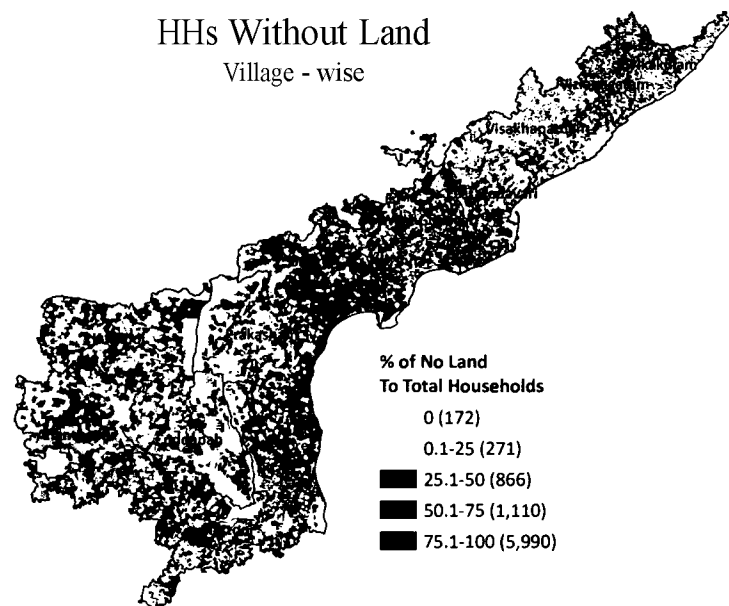 HHs Without Land
Village - wise
Visakhapatnam
% of No Land
To Total Households
0 (172)
0.1-25 (271)
25.1-50 (866)
50.1-75 (1,110)
75.1-100 (5,990)